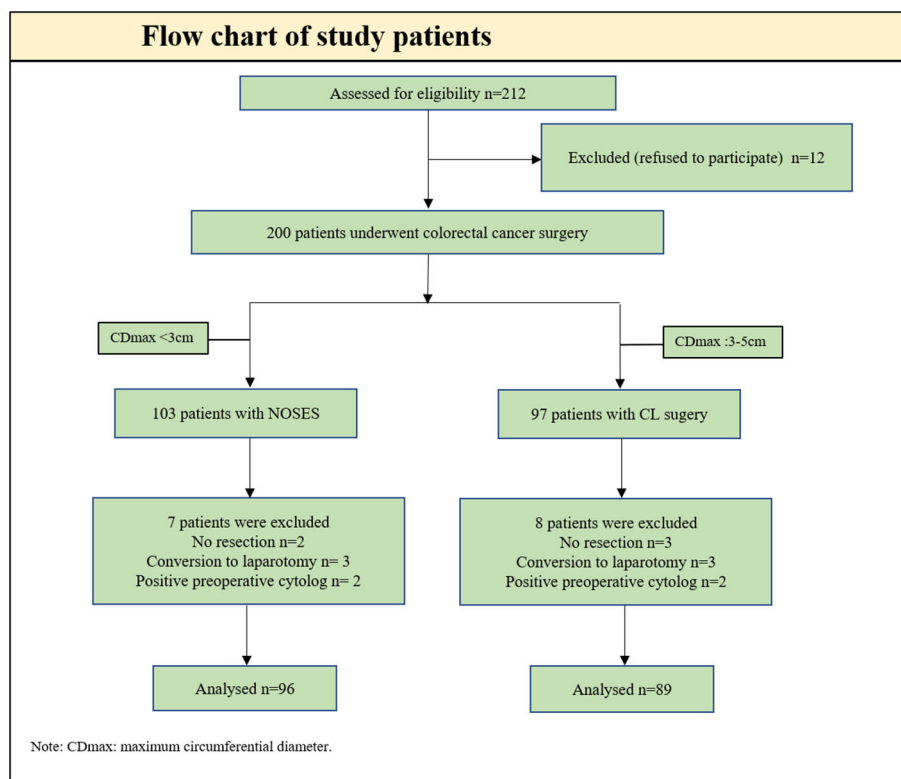 Flow chart of study patients
Assessed for eligibility n=212
Excluded (refused to participate) n=12
200 patients underwent colorectal cancer surgery
CDmax <3cm
CDmax :3-5cm
103 patients with NOSES
97 patients with CL sugery
7 patients were excluded
No resection n=2
Conversion to laparotomy n= 3
Positive preoperative cytolog n= 2
8 patients were excluded
No resection n=3
Conversion to laparotomy n=3
Positive preoperative cytolog n=2
Analysed n=96
Analysed n=89
Note: CDmax: maximum circumferential diameter.